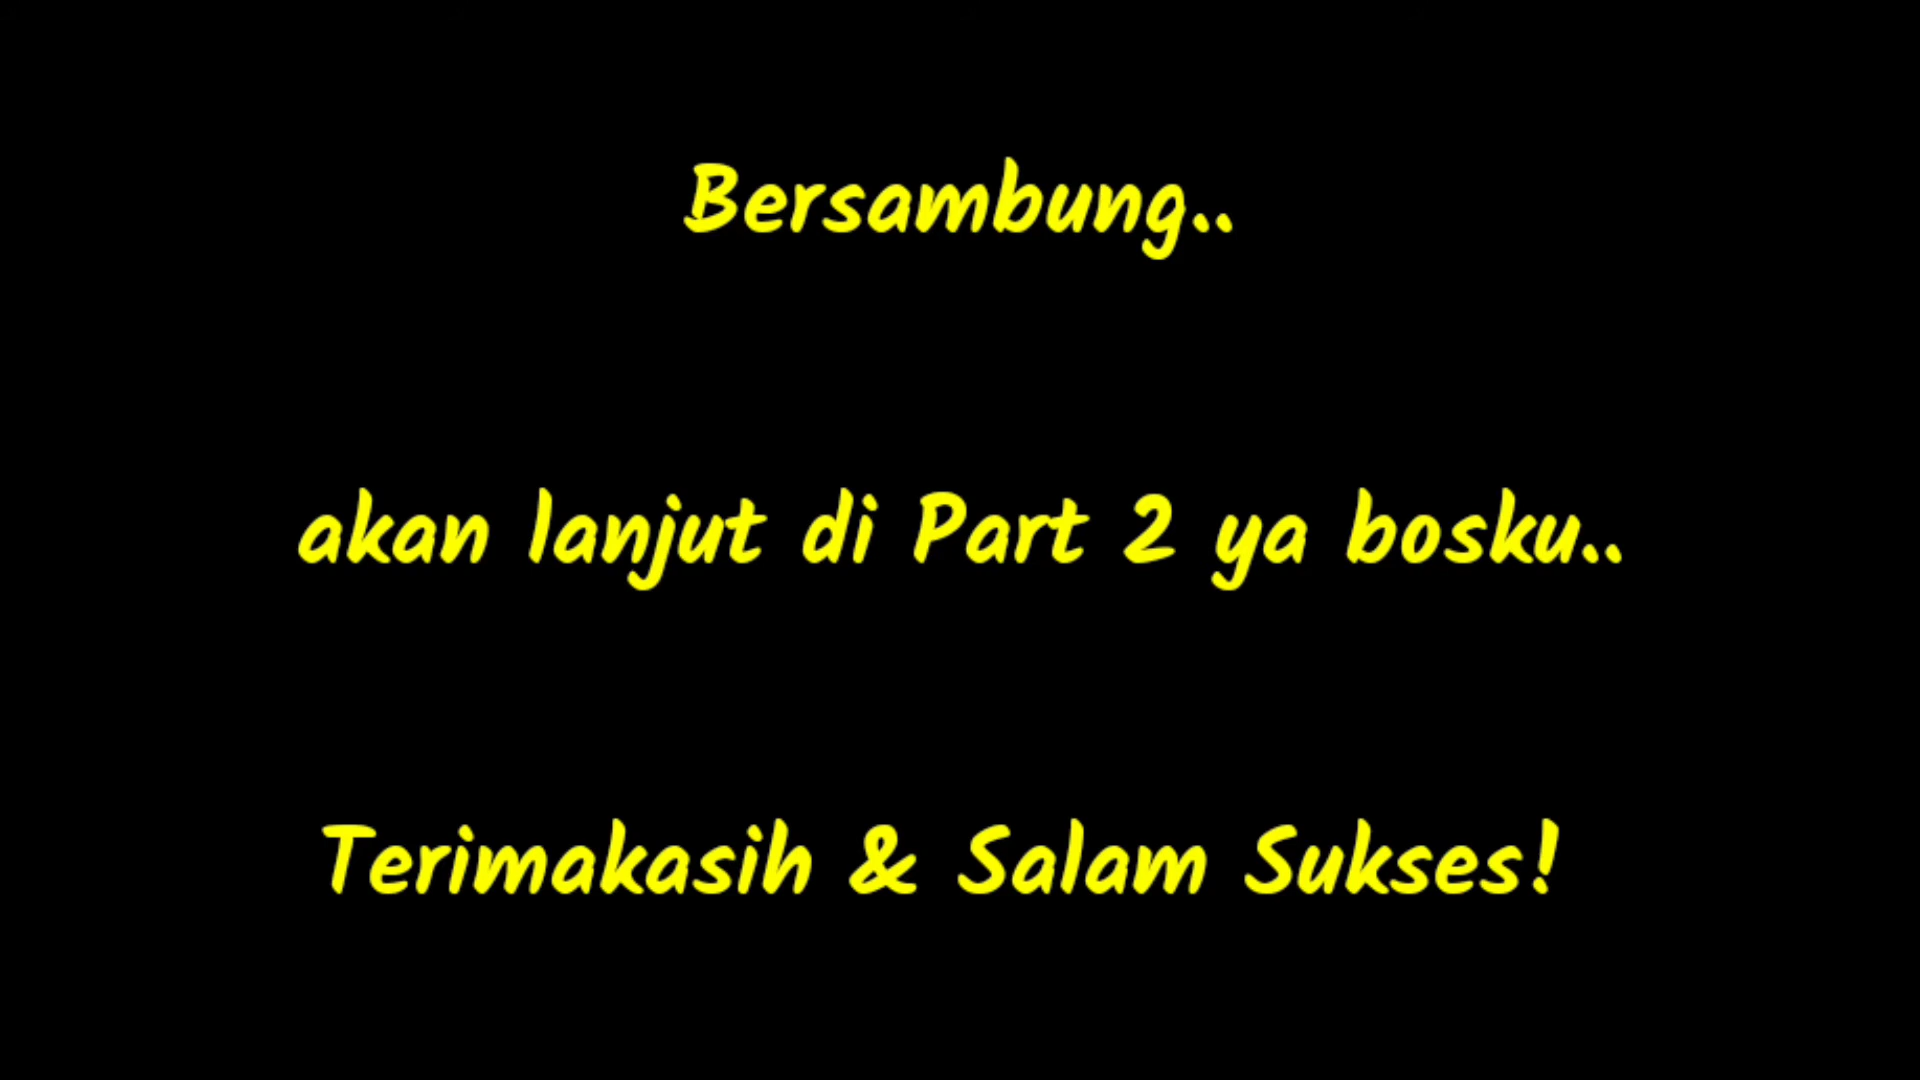 Bersambung..
akan lanjut di Part 2 ya bosku..
Terimakasih & Salam Sukses!